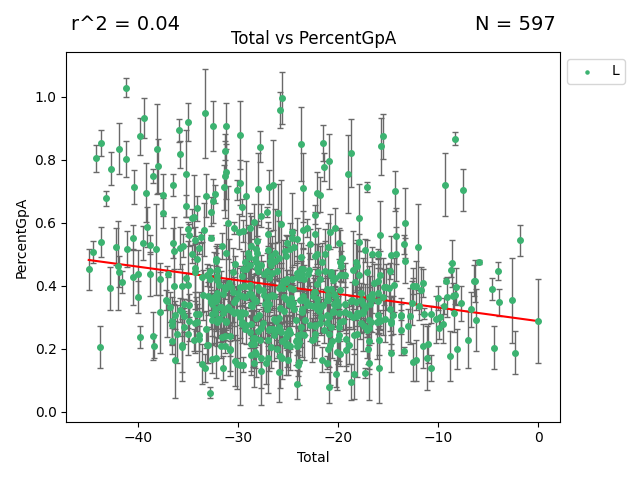 r^2 = 0.04
N = 597
Total vs PercentGpA
L
PercentGpA
1.0
0.8
0.6
0.4
0.2
0.0
−40
−30
−20
−10
0
Total